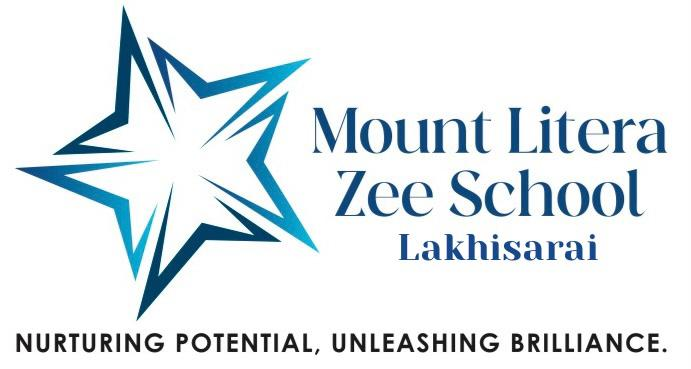 Mount Litera
Zee School
Lakhisarai
NURTURING POTENTIAL, UNLEASHING BRILLIANCE.